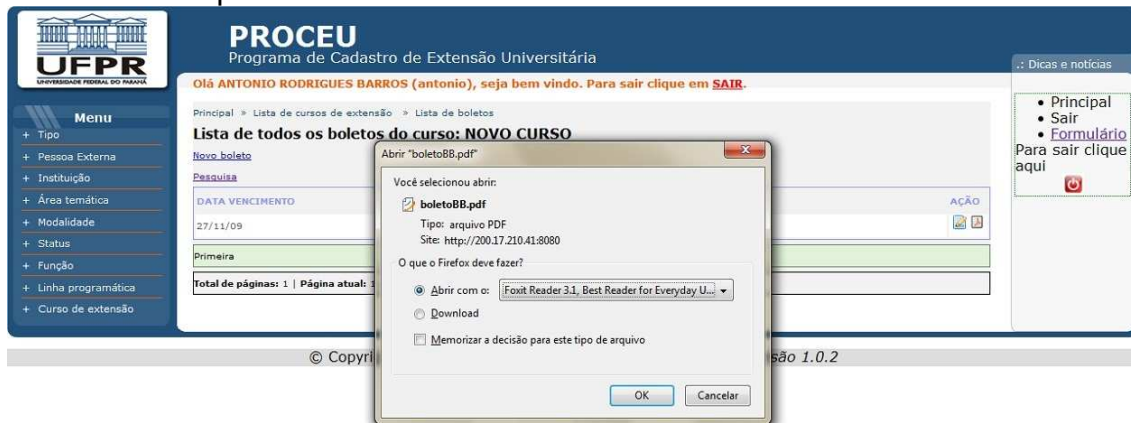 UFPR
UNIVERSIDADE FEDERAL DO PARANÁ
PROCEU
Programa de Cadastro de Extensão Universitária
Olá ANTONIO RODRIGUES BARROS (antonio), seja bem vindo. Para sair clique em SAIR.
.: Dicas e notícias
• Principal
• Sair
• Formulário
Para sair clique
aqui
Menu
+ Tipo
+ Pessoa Externa
+ Instituição
+ Área temática
+ Modalidade
+ Status
+ Função
+ Linha programática
+ Curso de extensão
Principal » Lista de cursos de extensão » Lista de boletos
Lista de todos os boletos do curso: NOVO CURSO
Novo boleto
Pesquisa
DATA VENCIMENTO
AÇÃO
27/11/09
Primeira
Total de páginas: 1 | Página atual:
Abrir "boletoBB.pdf"
Você selecionou abrir:
boletoBB.pdf
Tipo: arquivo PDF
Site: http://200.17.210.41:8080
O que o Firefox deve fazer?
Abrir com o: Foxit Reader 3.1, Best Reader for Everyday U...
Download
Memorizar a decisão para este tipo de arquivo
OK Cancelar
© Copyri
são 1.0.2